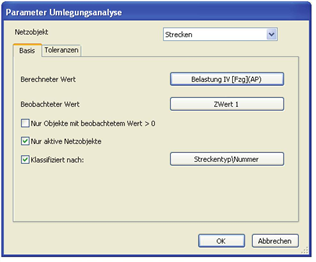 Parameter Umlegungsanalyse
Netzobjekt Strecken
Basis Toleranzen
Berechneter Wert Belastung IV [Fzg](AP)
Beobachteter Wert ZWert 1
Nur Objekte mit beobachtetem Wert > 0
Nur aktive Netzobjekte
Klassifiziert nach: Streckentyp\Nummer
OK Abbrechen